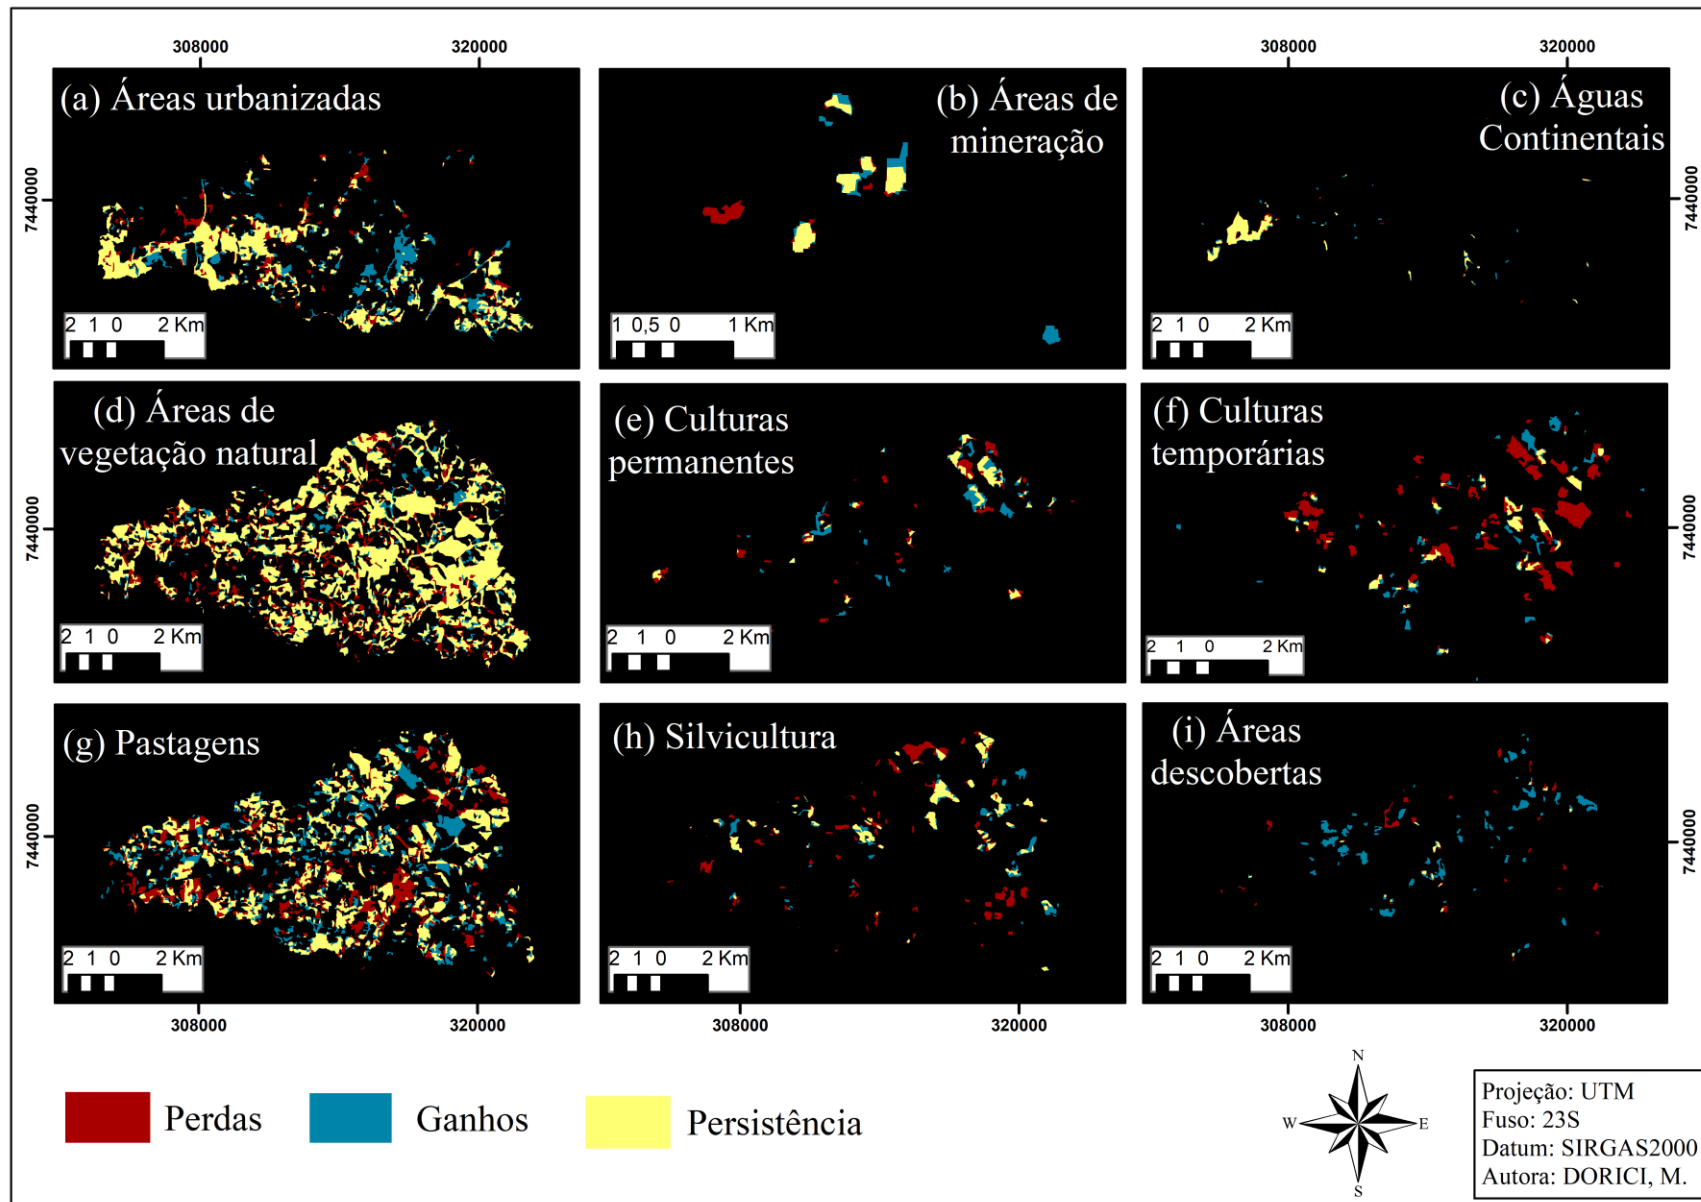 308000
320000
308000
320000
(a) Áreas urbanizadas
(b) Áreas de
mineração
(c) Águas
Continentais
7440000
7440000
2 1 0 2 Km
1 0,5 0 1 Km
2 1 0 2 Km
(d) Áreas de
vegetação natural
(e) Culturas
permanentes
(f) Culturas
temporárias
7440000
7440000
2 1 0 2 Km
2 1 0 2 Km
2 1 0 2 Km
(g) Pastagens
(h) Silvicultura
(i) Áreas
descobertas
7440000
7440000
2 1 0 2 Km
2 1 0 2 Km
2 1 0 2 Km
308000
320000
308000
320000
308000
320000
Perdas
Ganhos
Persistência
N
W
E
S
Projeção: UTM
Fuso: 23S
Datum: SIRGAS2000
Autora: DORICI, M.